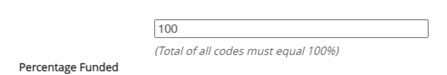 100
(Total of all codes must equal 100%)
Percentage Funded